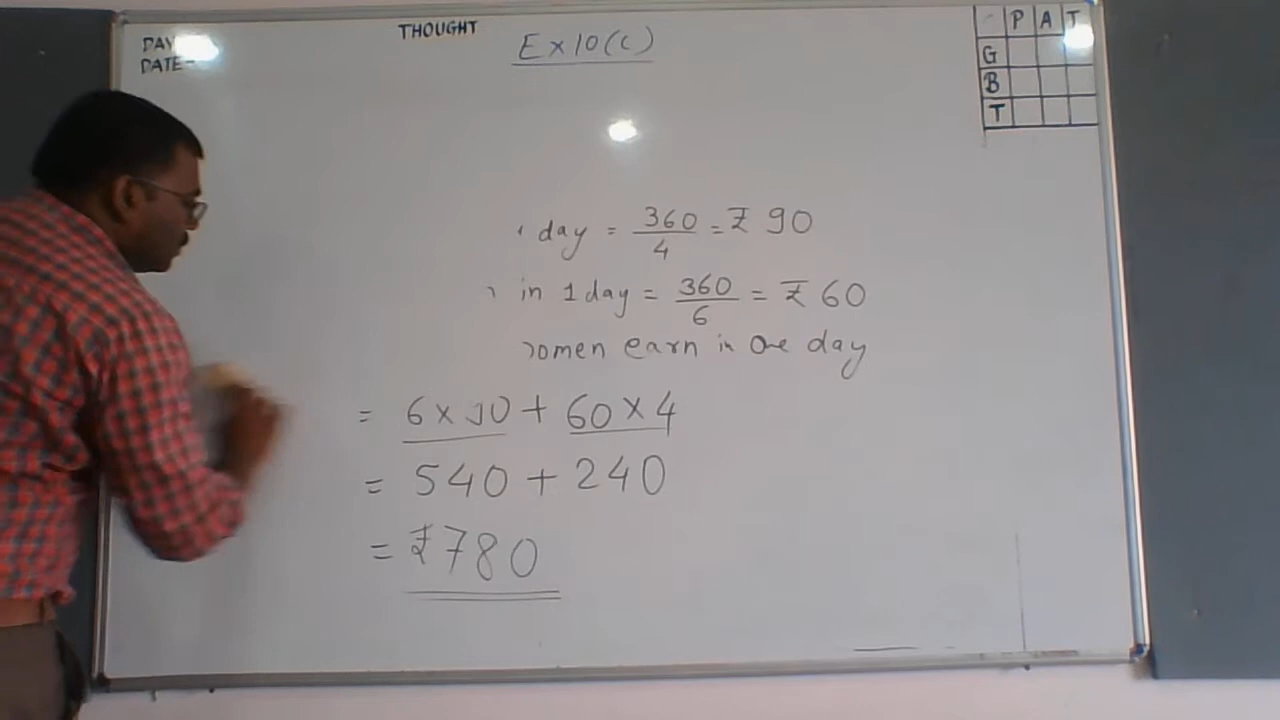 DAY
DATE-
THOUGHT
Ex 10(c)
P A T
G
B
T
day = 360/4 = ₹ 90
in 1 day = 360/6 = ₹ 60
omen earn in One day
= 6 × 90 + 60 × 4
= 540 + 240
= ₹780